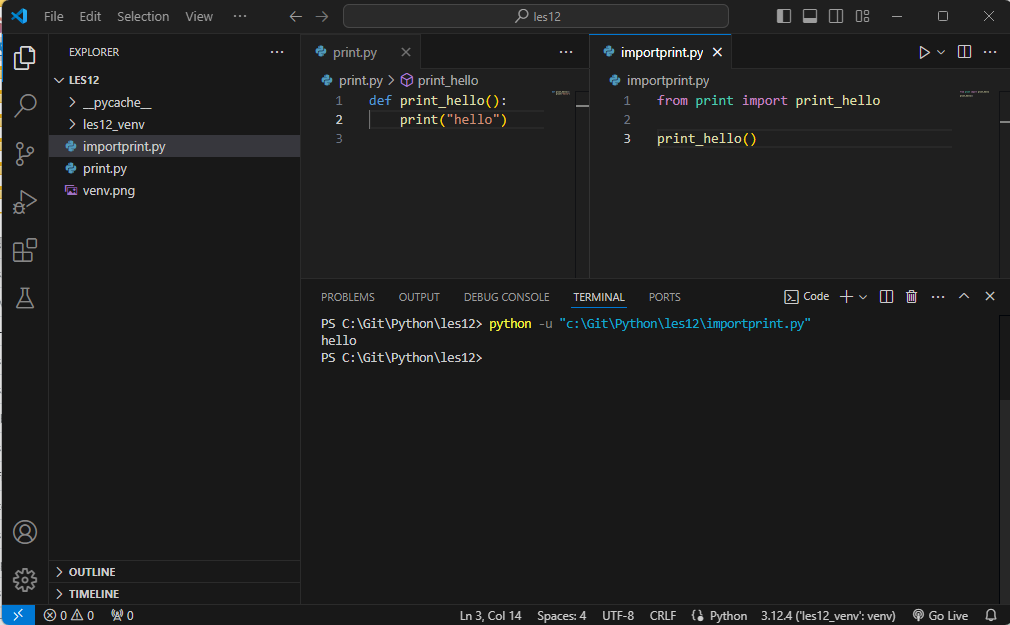 File Edit Selection View ··· les12
EXPLORER ···
LES12
__pycache__
les12_venv
importprint.py
print.py
venv.png
OUTLINE
TIMELINE
print.py ···
print.py > print_hello
1 def print_hello():
2     print("hello")
3
importprint.py ···
importprint.py
1 from print import print_hello
2
3 print_hello()
PROBLEMS OUTPUT DEBUG CONSOLE TERMINAL PORTS Code ···
PS C:\Git\Python\les12> python -u "c:\Git\Python\les12\importprint.py"
hello
PS C:\Git\Python\les12>
0 0 0 Ln 3, Col 14 Spaces: 4 UTF-8 CRLF {} Python 3.12.4 ('les12_venv': venv) Go Live